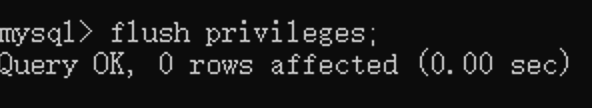 mysql> flush privileges;
Query OK, 0 rows affected (0.00 sec)